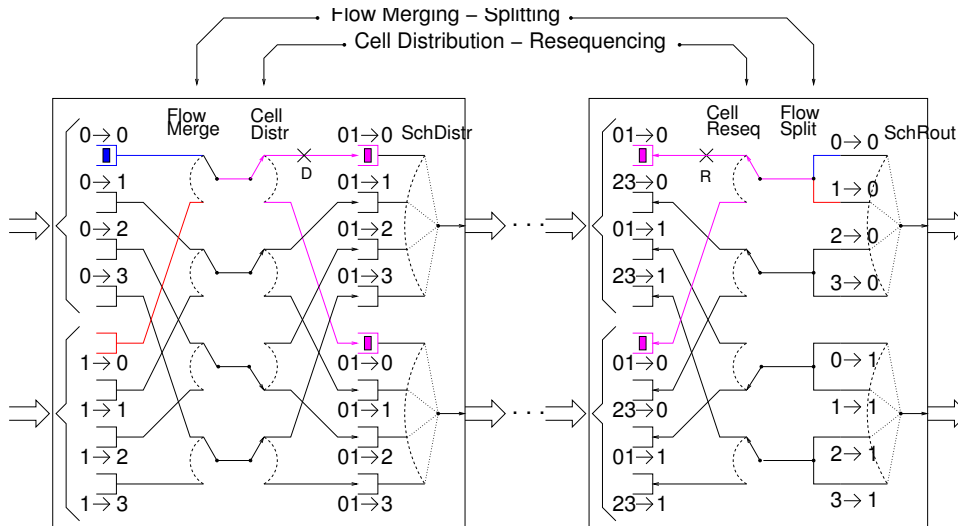 Flow Merging – Splitting
Cell Distribution – Resequencing
Flow Merge
Cell Distr
SchDistr
0→0
0→1
0→2
0→3
1→0
1→1
1→2
1→3
D
01→0
01→1
01→2
01→3
01→0
01→1
01→2
01→3
. . .
. . .
Cell Reseq
Flow Split
SchRout
01→0
23→0
01→1
23→1
01→0
23→0
01→1
23→1
R
0→0
1→0
2→0
3→0
0→1
1→1
2→1
3→1